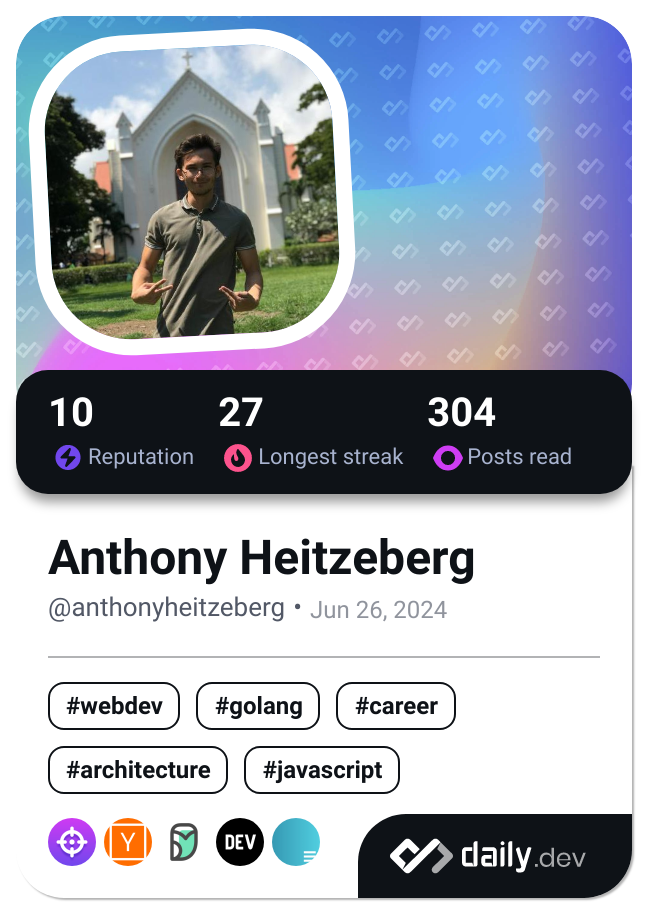 10 27 304
Reputation Longest streak Posts read
Anthony Heitzeberg
@anthonyheitzeberg • Jun 26, 2024
#webdev #golang #career
#architecture #javascript
Y DEV
daily.dev